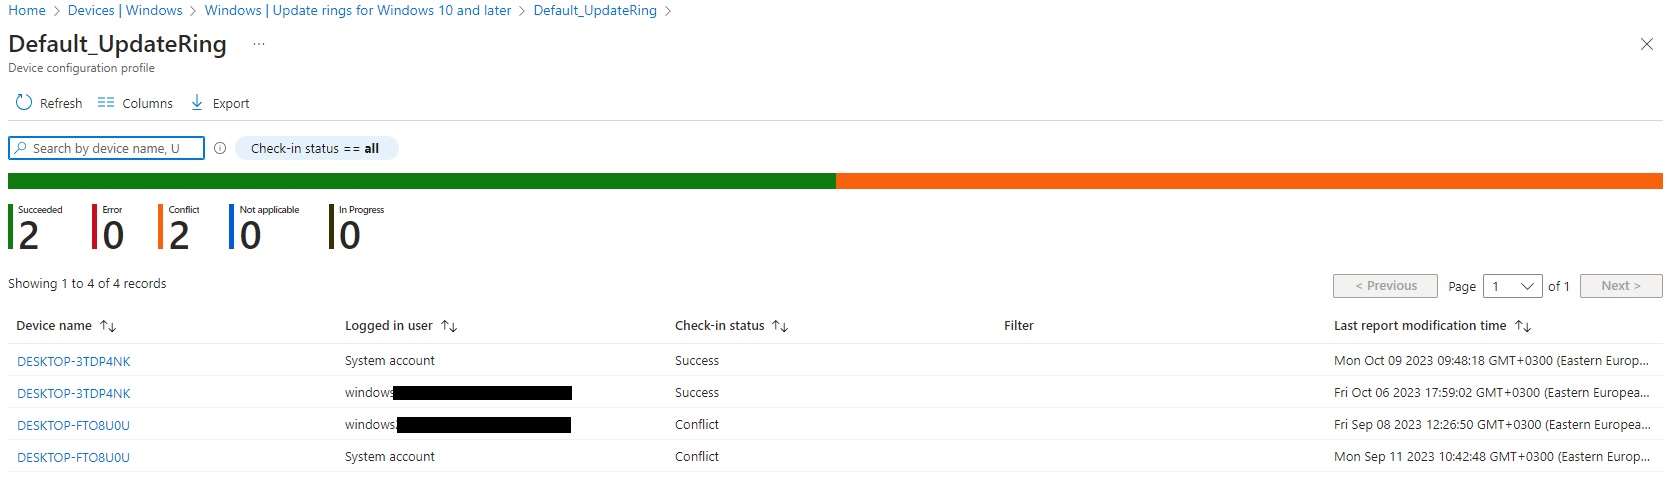 Home > Devices | Windows > Windows | Update rings for Windows 10 and later > Default_UpdateRing >
Default_UpdateRing ...
Device configuration profile
Refresh Columns Export
Search by device name, U Check-in status == all
Succeeded Error Conflict Not applicable In Progress
2 0 2 0 0
Showing 1 to 4 of 4 records < Previous Page 1 of 1 Next >
Device name Logged in user Check-in status Filter Last report modification time
DESKTOP-3TDP4NK System account Success Mon Oct 09 2023 09:48:18 GMT+0300 (Eastern Europ...
DESKTOP-3TDP4NK windows Success Fri Oct 06 2023 17:59:02 GMT+0300 (Eastern Europea...
DESKTOP-FTO8U0U windows. Conflict Fri Sep 08 2023 12:26:50 GMT+0300 (Eastern Europea...
DESKTOP-FTO8U0U System account Conflict Mon Sep 11 2023 10:42:48 GMT+0300 (Eastern Europ...